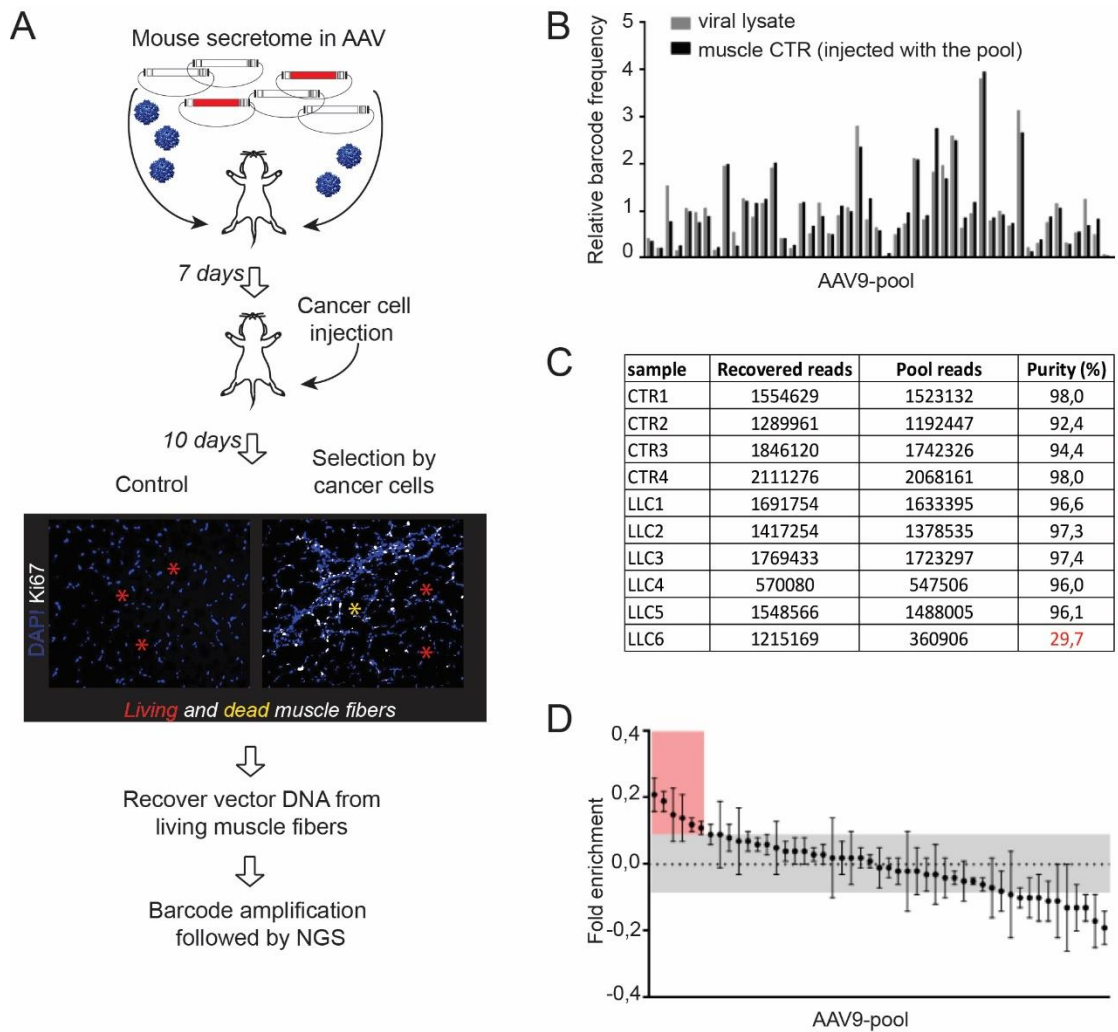 A
Mouse secretome in AAV
7 days
Cancer cell
injection
10 days
Control
Selection by
cancer cells
DAPI Ki67
* * * * * *
Living and dead muscle fibers
Recover vector DNA from
living muscle fibers
Barcode amplification
followed by NGS
B
Relative barcode frequency
5
4
3
2
1
0
viral lysate
muscle CTR (injected with the pool)
AAV9-pool
C
sample Recovered reads Pool reads Purity (%)
CTR1 1554629 1523132 98,0
CTR2 1289961 1192447 92,4
CTR3 1846120 1742326 94,4
CTR4 2111276 2068161 98,0
LLC1 1691754 1633395 96,6
LLC2 1417254 1378535 97,3
LLC3 1769433 1723297 97,4
LLC4 570080 547506 96,0
LLC5 1548566 1488005 96,1
LLC6 1215169 360906 29,7
D
Fold enrichment
0,4
0,2
0,0
-0,2
-0,4
AAV9-pool